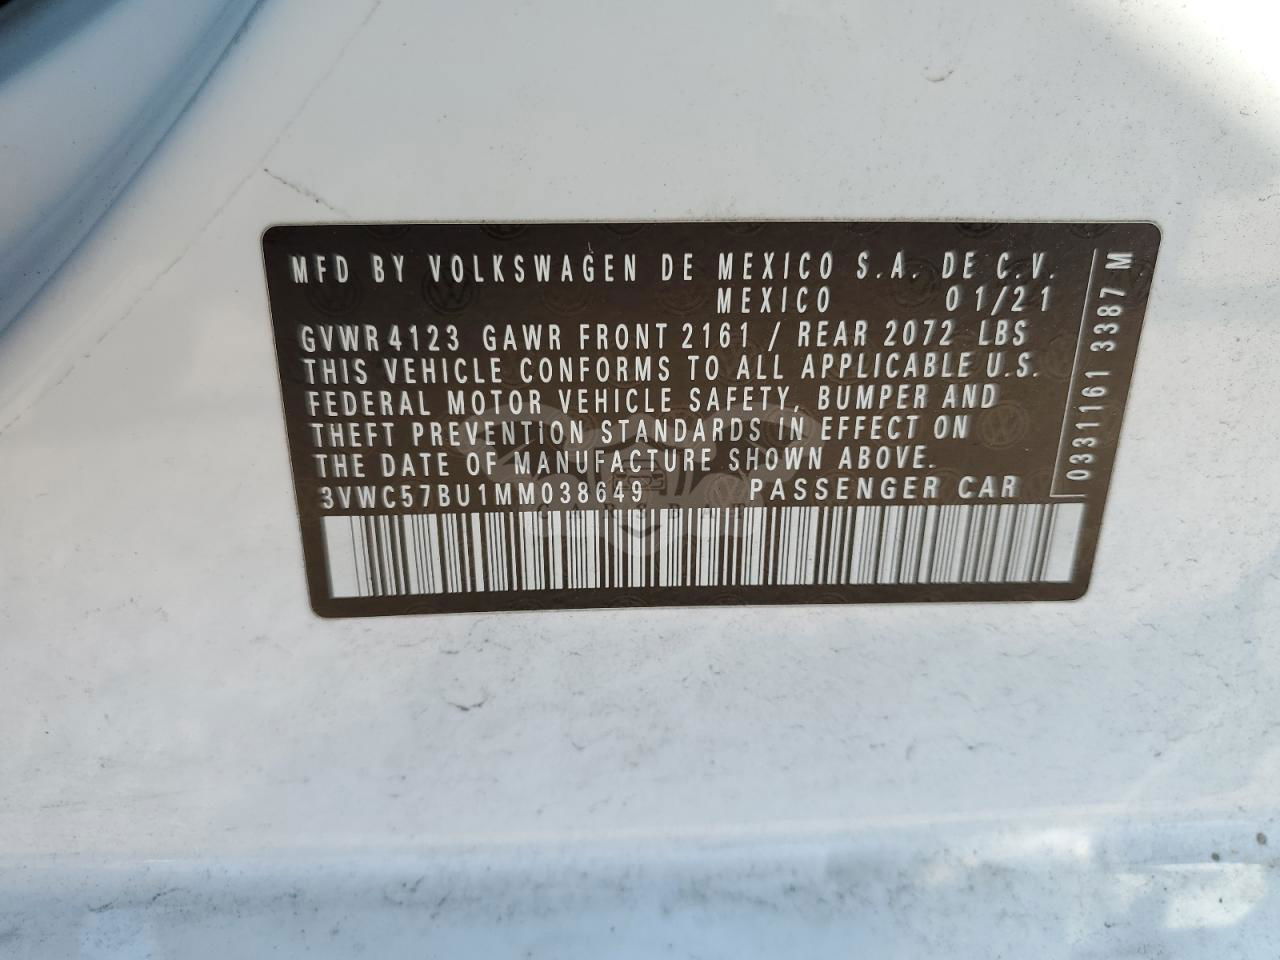 MFD BY VOLKSWAGEN DE MEXICO S.A. DE C.V.
MEXICO 01/21
GVWR 4123 GAWR FRONT 2161 / REAR 2072 LBS
THIS VEHICLE CONFORMS TO ALL APPLICABLE U.S.
FEDERAL MOTOR VEHICLE SAFETY, BUMPER AND
THEFT PREVENTION STANDARDS IN EFFECT ON
THE DATE OF MANUFACTURE SHOWN ABOVE.
3VWC57BU1MM038649 PASSENGER CAR
0331161 3387 M